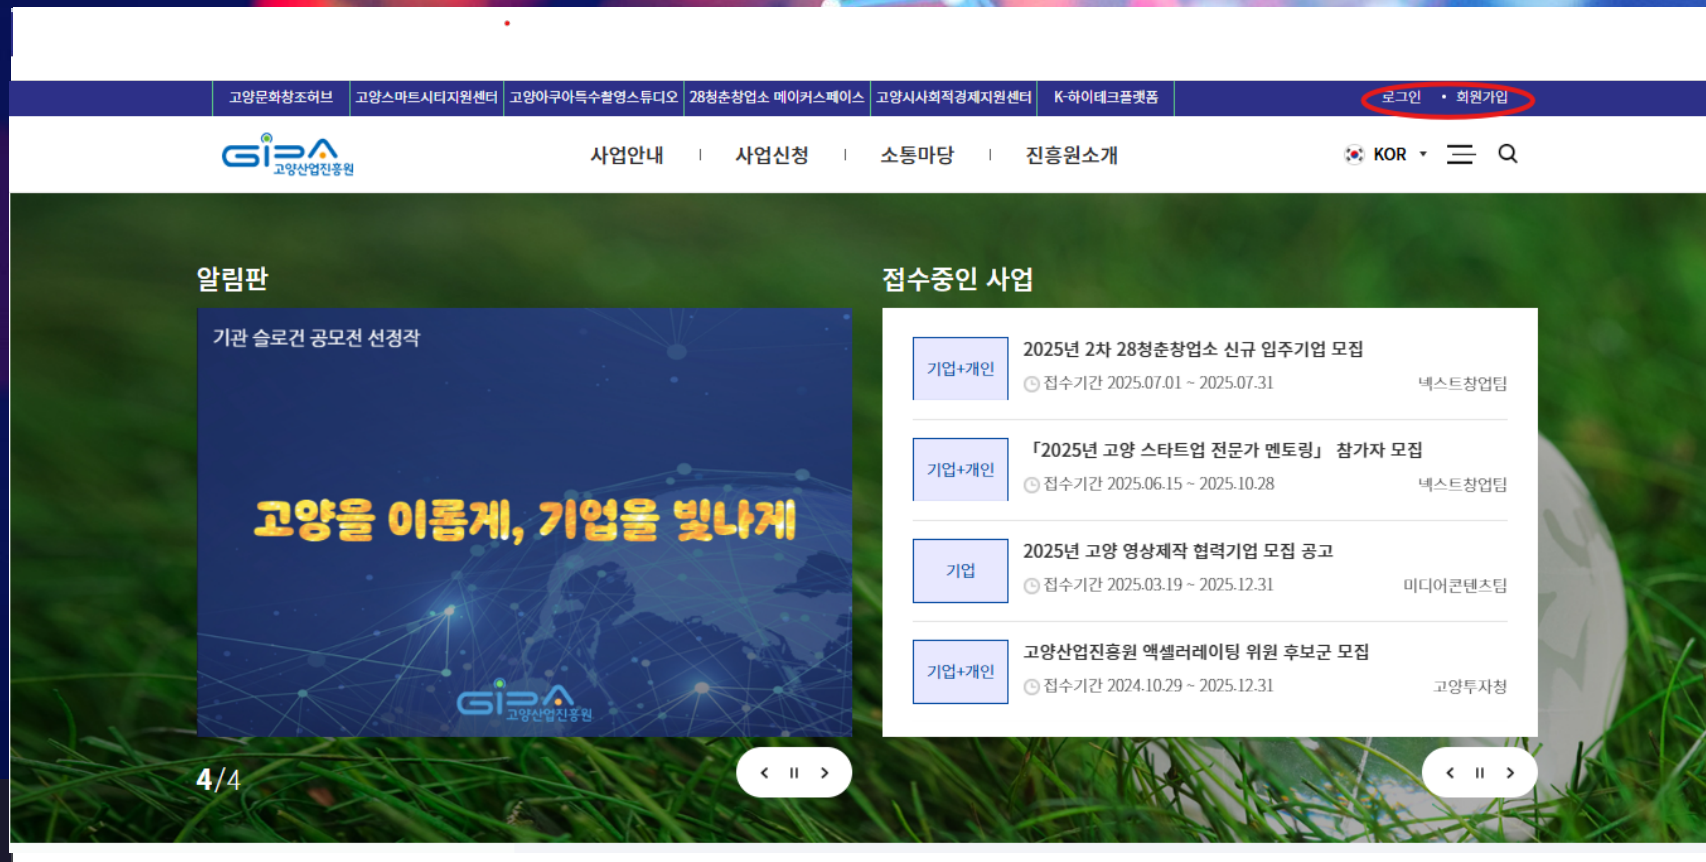 고양문화창조허브 고양스마트시티지원센터 고양아쿠아특수촬영스튜디오 28청춘창업소 메이커스페이스 고양시사회적경제지원센터 K-하이테크플랫폼 로그인 • 회원가입
GIPA 고양산업진흥원
사업안내 사업신청 소통마당 진흥원소개 KOR
알림판
기관 슬로건 공모전 선정작
고양을 이롭게, 기업을 빛나게
GIPA
고양산업진흥원
4/4
접수중인 사업
기업+개인
2025년 2차 28청춘창업소 신규 입주기업 모집
접수기간 2025.07.01 ~ 2025.07.31 넥스트창업팀
기업+개인
「2025년 고양 스타트업 전문가 멘토링」 참가자 모집
접수기간 2025.06.15 ~ 2025.10.28 넥스트창업팀
기업
2025년 고양 영상제작 협력기업 모집 공고
접수기간 2025.03.19 ~ 2025.12.31 미디어콘텐츠팀
기업+개인
고양산업진흥원 액셀러레이팅 위원 후보군 모집
접수기간 2024.10.29 ~ 2025.12.31 고양투자청